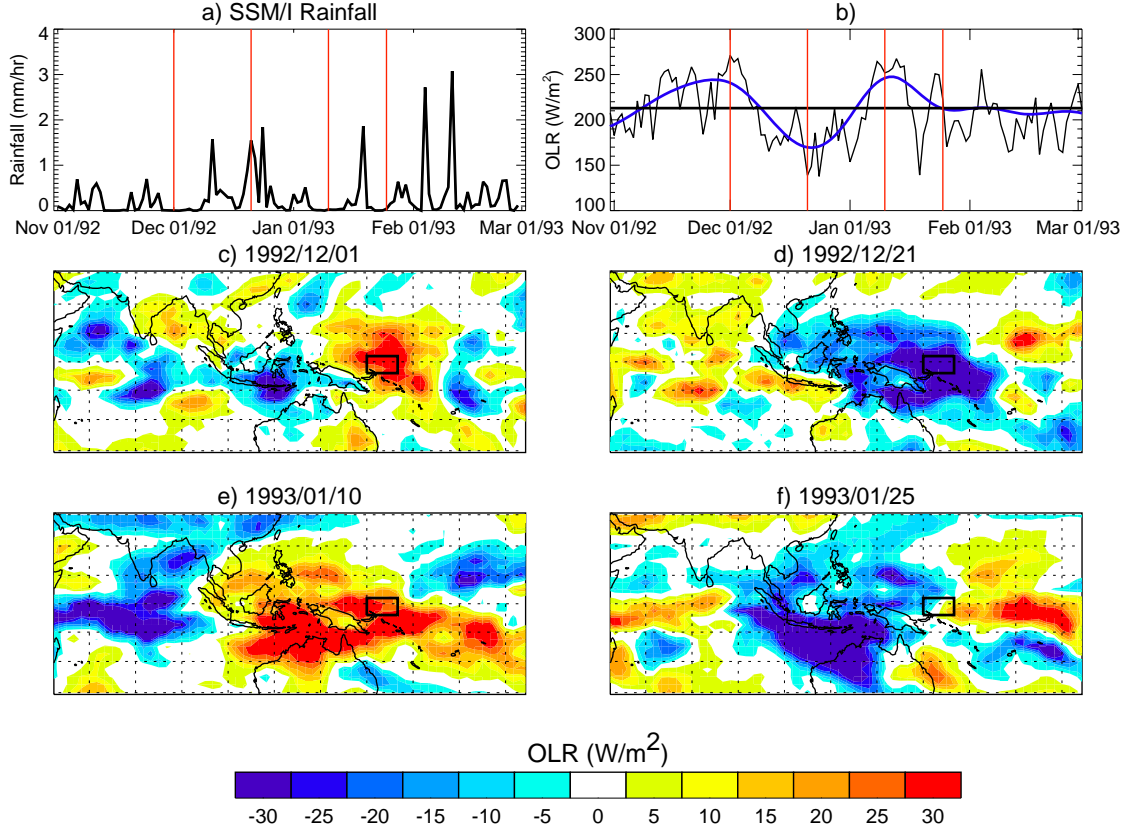 a) SSM/I Rainfall
Rainfall (mm/hr)
4
3
2
1
0
Nov 01/92 Dec 01/92 Jan 01/93 Feb 01/93 Mar 01/93
b)
OLR (W/m²)
300
250
200
150
100
Nov 01/92 Dec 01/92 Jan 01/93 Feb 01/93 Mar 01/93
c) 1992/12/01
d) 1992/12/21
e) 1993/01/10
f) 1993/01/25
OLR (W/m²)
-30 -25 -20 -15 -10 -5 0 5 10 15 20 25 30